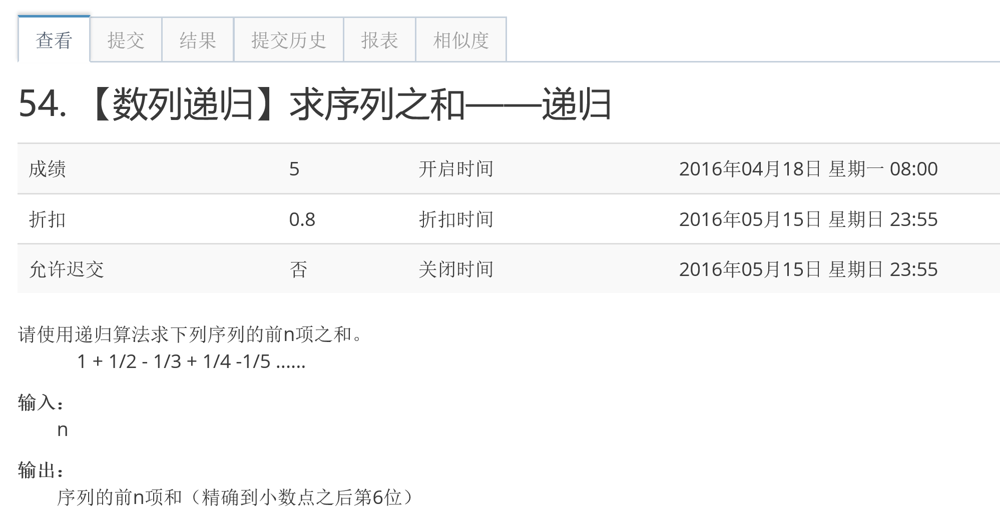 查看 提交 结果 提交历史 报表 相似度
54. 【数列递归】求序列之和——递归
成绩 5 开启时间 2016年04月18日 星期一 08:00
折扣 0.8 折扣时间 2016年05月15日 星期日 23:55
允许迟交 否 关闭时间 2016年05月15日 星期日 23:55
请使用递归算法求下列序列的前n项之和。
1 + 1/2 - 1/3 + 1/4 -1/5 ......
输入：
n
输出：
序列的前n项和（精确到小数点之后第6位）